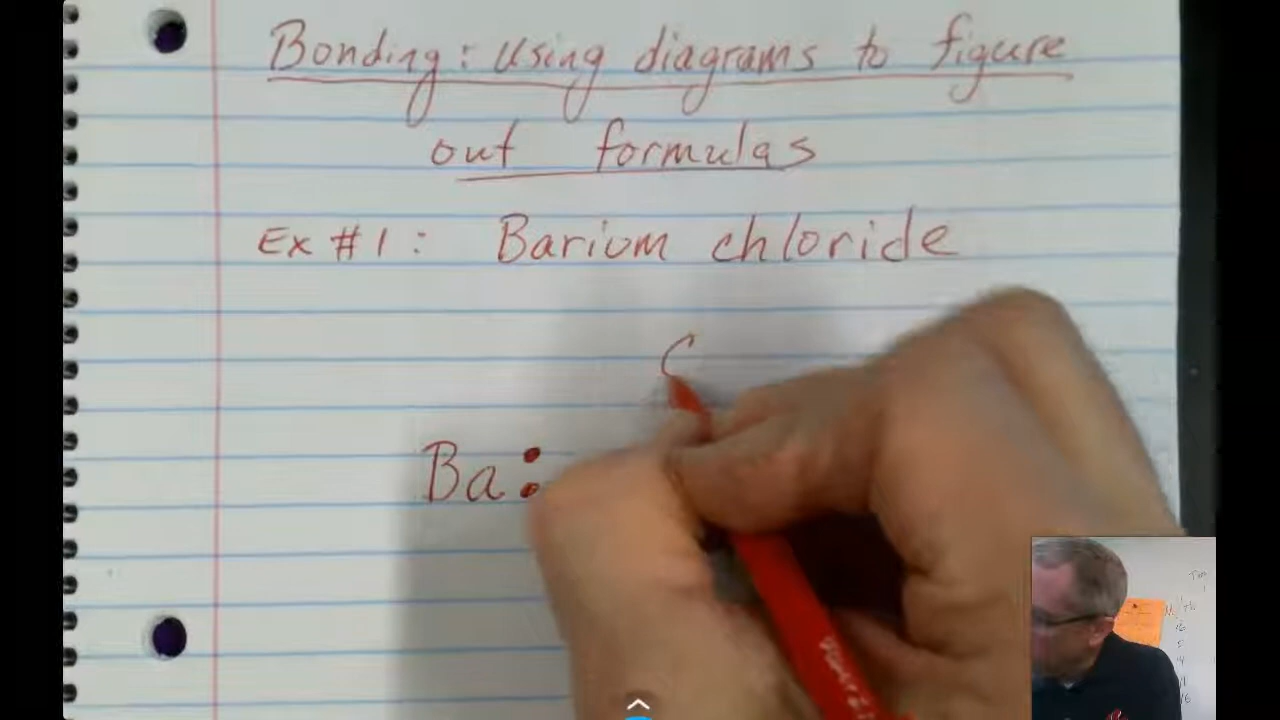 Bonding: Using diagrams to figure
out formulas
Ex #1: Barium chloride
C
Ba: